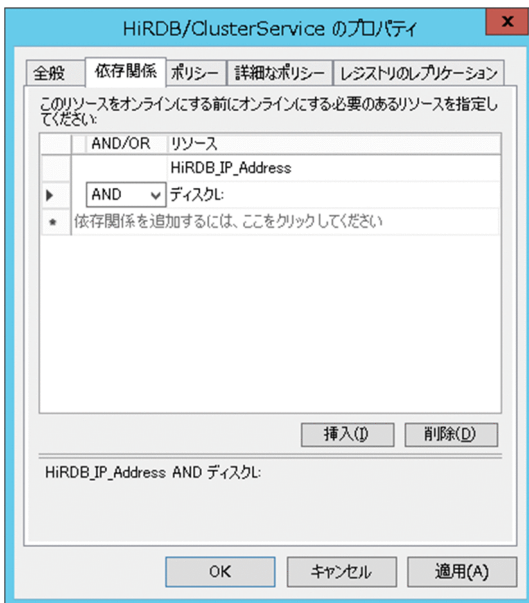 HiRDB/ClusterService のプロパティ
x
全般 依存関係 ポリシー 詳細なポリシー レジストリのレプリケーション
このリソースをオンラインにする前にオンラインにする必要のあるリソースを指定し
てください:
AND/OR リソース
HiRDB_IP_Address
AND ディスクL:
* 依存関係を追加するには、ここをクリックしてください
挿入(I) 削除(D)
HiRDB_IP_Address AND ディスクL:
OK キャンセル 適用(A)